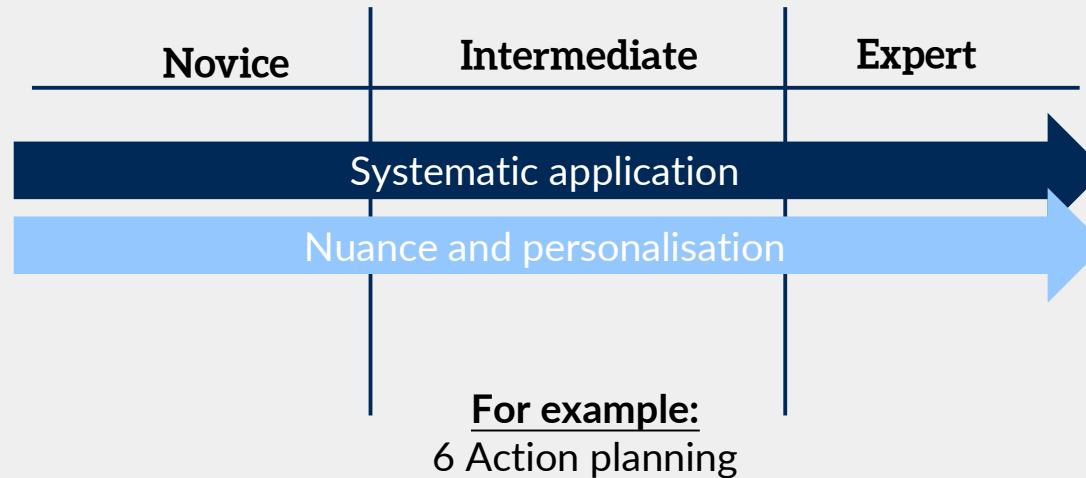 Novice
Intermediate
Expert
Systematic application
Nuance and personalisation
For example:
6 Action planning